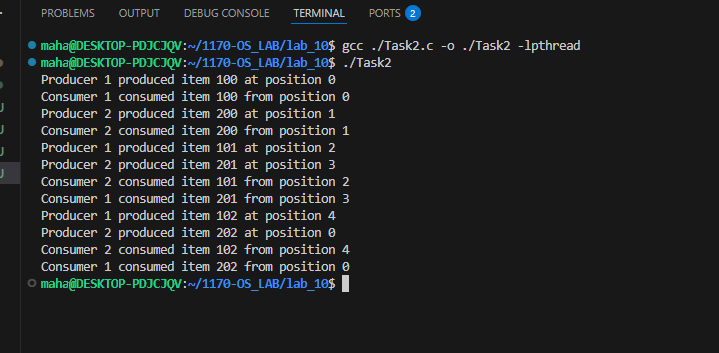 PROBLEMS OUTPUT DEBUG CONSOLE TERMINAL PORTS 2
maha@DESKTOP-PDJCJQV:~/1170-OS_LAB/lab_10$ gcc ./Task2.c -o ./Task2 -lpthread
maha@DESKTOP-PDJCJQV:~/1170-OS_LAB/lab_10$ ./Task2
Producer 1 produced item 100 at position 0
Consumer 1 consumed item 100 from position 0
Producer 2 produced item 200 at position 1
Consumer 2 consumed item 200 from position 1
Producer 1 produced item 101 at position 2
Producer 2 produced item 201 at position 3
Consumer 2 consumed item 101 from position 2
Consumer 1 consumed item 201 from position 3
Producer 1 produced item 102 at position 4
Producer 2 produced item 202 at position 0
Consumer 2 consumed item 102 from position 4
Consumer 1 consumed item 202 from position 0
maha@DESKTOP-PDJCJQV:~/1170-OS_LAB/lab_10$